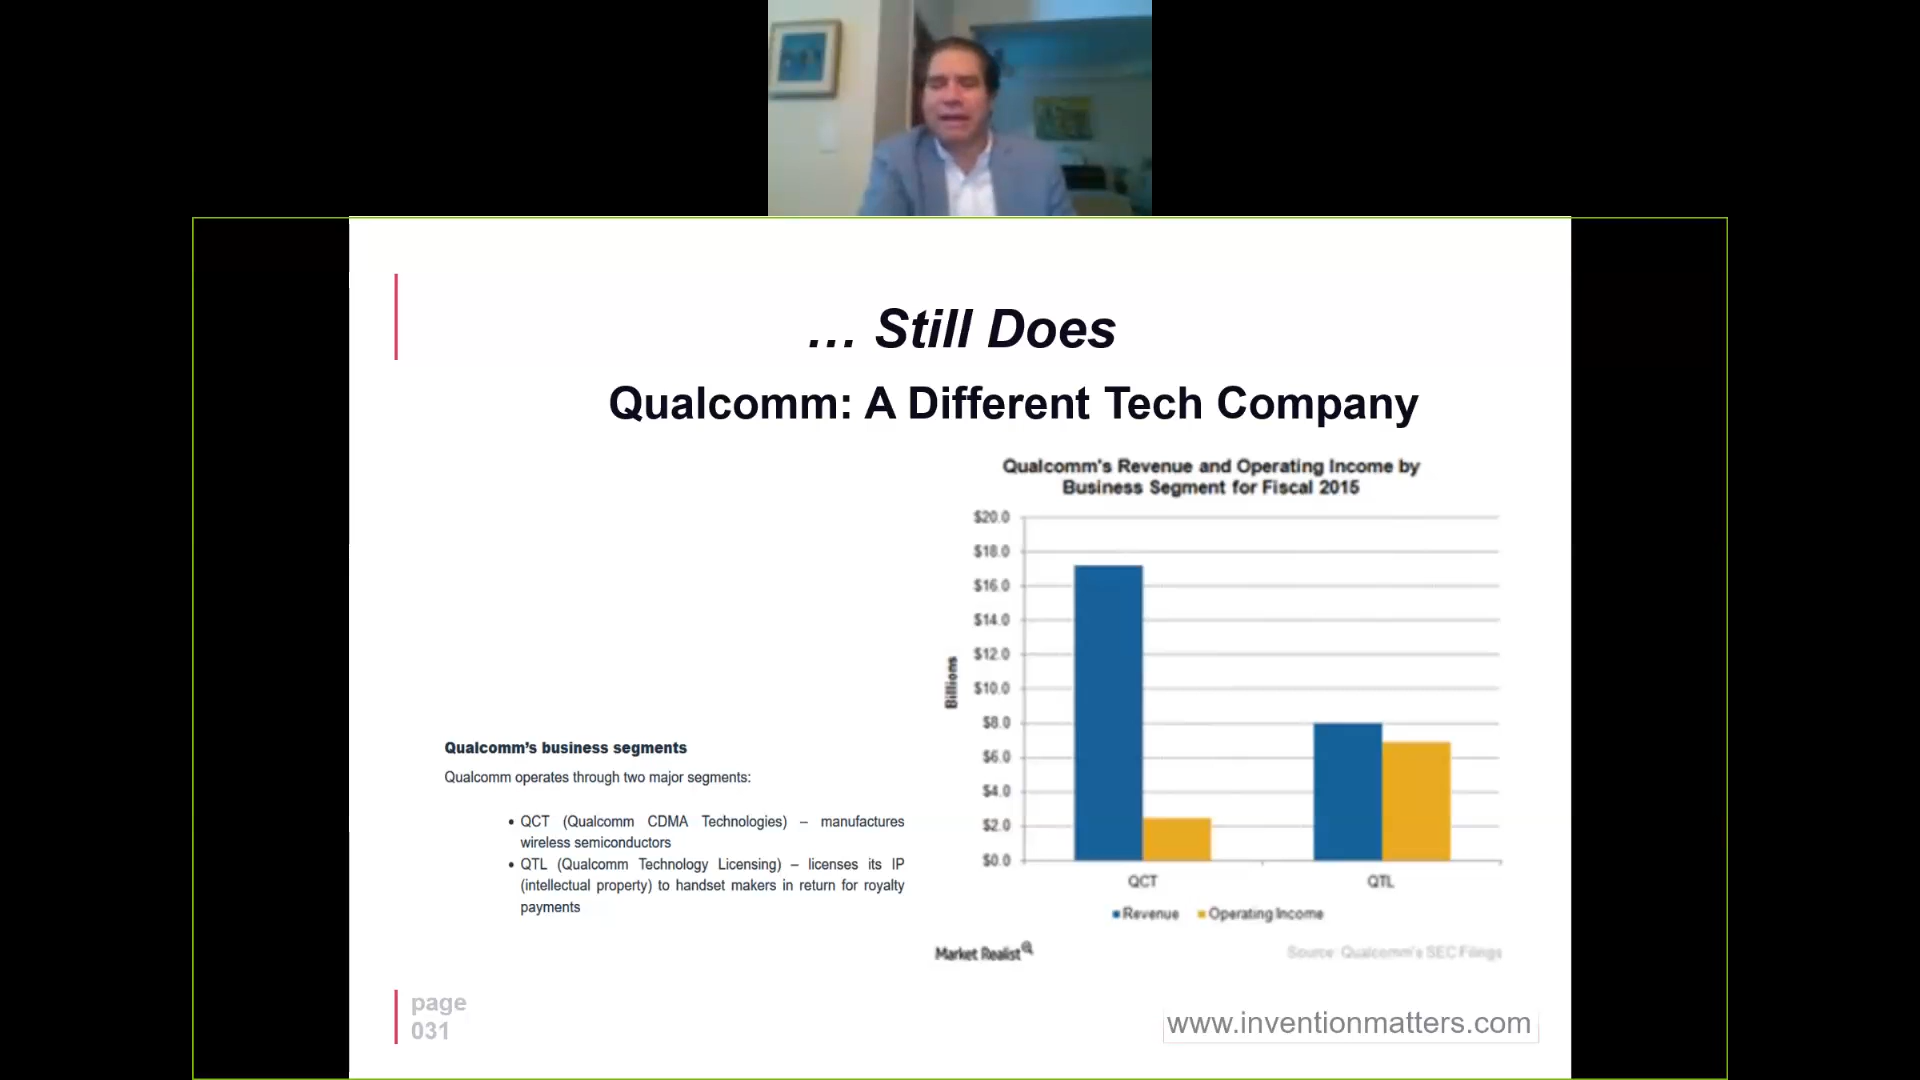 … Still Does
Qualcomm: A Different Tech Company
Qualcomm's Revenue and Operating Income by
Business Segment for Fiscal 2015
$20.0
$18.0
$16.0
$14.0
$12.0
$10.0
$8.0
$6.0
$4.0
$2.0
$0.0
Billions
QCT
QTL
Revenue
Operating Income
Market Realist
Source: Qualcomm's SEC Filings
Qualcomm’s business segments
Qualcomm operates through two major segments:
• QCT (Qualcomm CDMA Technologies) – manufactures
wireless semiconductors
• QTL (Qualcomm Technology Licensing) – licenses its IP
(intellectual property) to handset makers in return for royalty
payments
page
031
www.inventionmatters.com